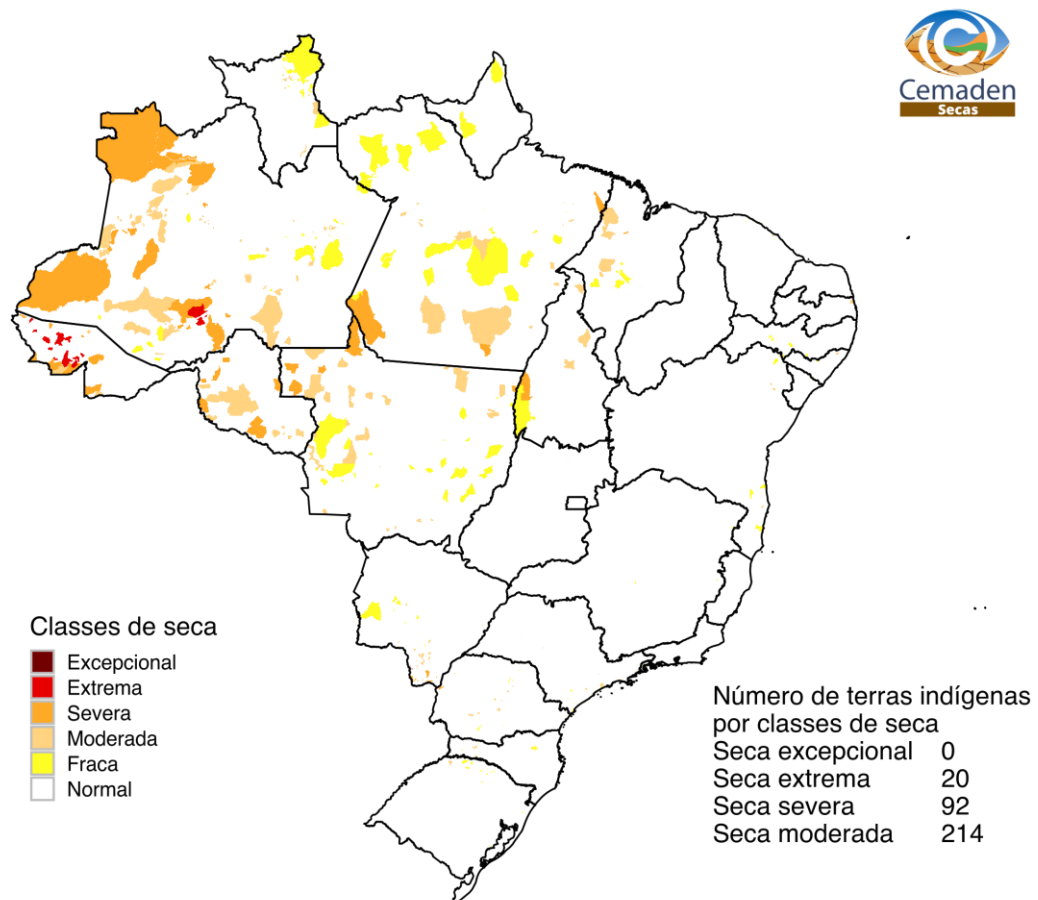 Cemaden
Secas
Classes de seca
Excepcional
Extrema
Severa
Moderada
Fraca
Normal
Número de terras indígenas
por classes de seca
Seca excepcional 0
Seca extrema 20
Seca severa 92
Seca moderada 214